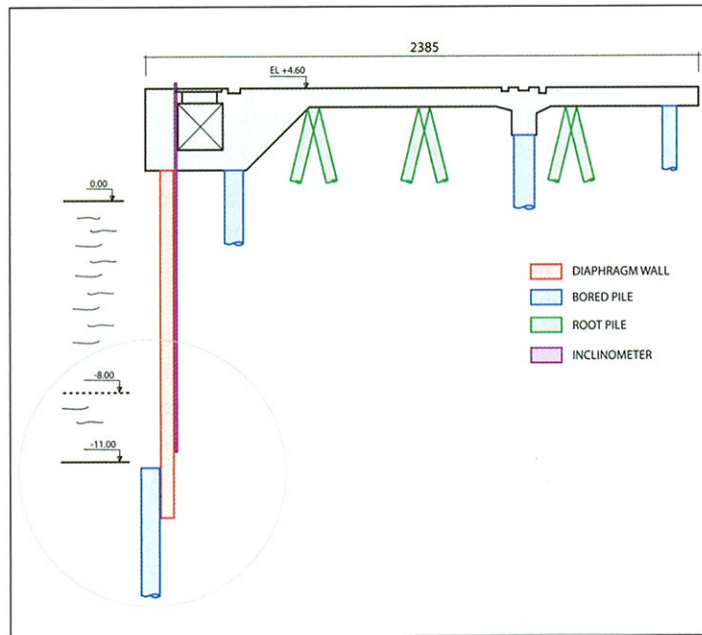 2385
EL +4.60
0.00
DIAPHRAGM WALL
BORED PILE
ROOT PILE
INCLINOMETER
-8.00
-11.00